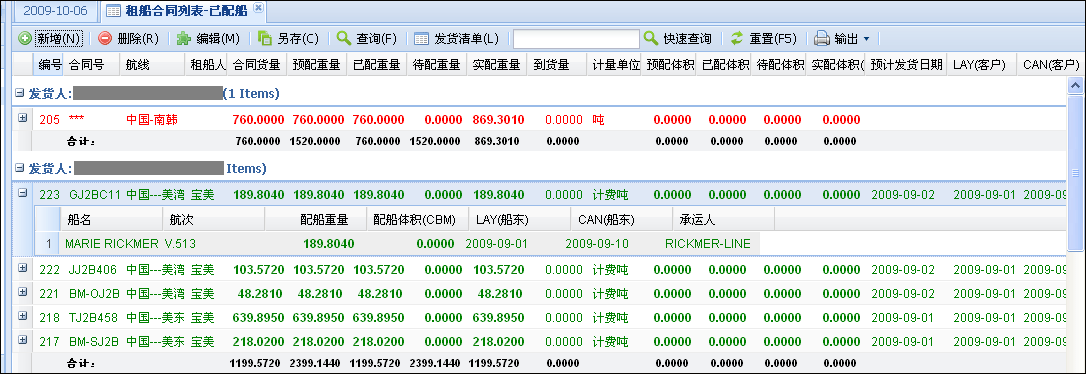 2009-10-06 租船合同列表-已配船
新增(N) 删除(R) 编辑(M) 另存(C) 查询(F) 发货清单(L) 快速查询 重置(F5) 输出
编号 合同号 航线 租船人 合同货量 预配重量 已配重量 待配重量 实配重量 到货量 计量单位 预配体积 已配体积 待配体积 实配体积( 预计发货日期 LAY(客户) CAN(客户)
发货人: (1 Items)
205 *** 中国-南韩 760.0000 760.0000 760.0000 760.0000 869.3010 0.0000 吨 0.0000 0.0000 0.0000 0.0000
合计: 760.0000 1520.0000 760.0000 1520.0000 869.3010 0.0000 0.0000 0.0000 0.0000 0.0000
发货人: Items)
223 GJ2BC11 中国---美湾 宝美 189.8040 189.8040 189.8040 0.0000 189.8040 0.0000 计费吨 0.0000 0.0000 0.0000 0.0000 2009-09-02 2009-09-01 2009-09
船名 航次 配船重量 配船体积(CBM) LAY(船东) CAN(船东) 承运人
1 MARIE RICKMER V.513 189.8040 0.0000 2009-09-01 2009-09-10 RICKMER-LINE
222 JJ2B406 中国---美湾 宝美 103.5720 103.5720 103.5720 0.0000 103.5720 0.0000 计费吨 0.0000 0.0000 0.0000 0.0000 2009-09-02 2009-09-01 2009-09
221 BM-OJ2B 中国---美湾 宝美 48.2810 48.2810 48.2810 0.0000 48.2810 0.0000 计费吨 0.0000 0.0000 0.0000 0.0000 2009-09-02 2009-09-01 2009-09
218 TJ2B458 中国---美东 宝美 639.8950 639.8950 639.8950 0.0000 639.8950 0.0000 计费吨 0.0000 0.0000 0.0000 0.0000 2009-09-01 2009-09-01 2009-09
217 BM-SJ2B 中国---美东 宝美 218.0200 218.0200 218.0200 0.0000 218.0200 0.0000 计费吨 0.0000 0.0000 0.0000 0.0000 2009-09-01 2009-09-01 2009-09
合计: 1199.5720 2399.1440 1199.5720 2399.1440 1199.5720 0.0000 0.0000 0.0000 0.0000 0.0000